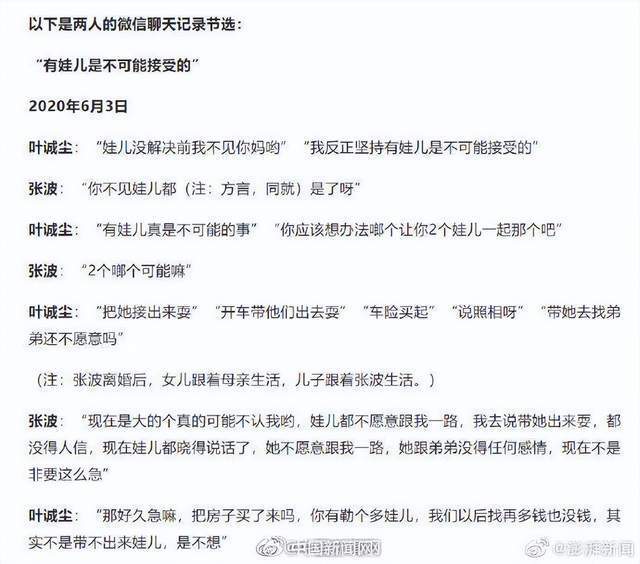 以下是两人的微信聊天记录节选：
“有娃儿是不可能接受的”
2020年6月3日
叶诚尘：“娃儿没解决前我不见你妈哟”“我反正坚持有娃儿是不可能接受的”
张波：“你不见娃儿都（注：方言，同就）是了呀”
叶诚尘：“有娃儿真是不可能的事”“你应该想办法嘟个让你2个娃儿一起那个吧”
张波：“2个嘟个可能嘛”
叶诚尘：“把她接出来耍”“开车带他们出去耍”“车险买起”“说照相呀”“带她去找弟
弟还不愿意吗”
（注：张波离婚后，女儿跟着母亲生活，儿子跟着张波生活。）
张波：“现在是大的个真的可能不认我哟，娃儿都不愿意跟我一路，我去说带她出来耍，都
没得人信，现在娃儿都晓得说话了，她不愿意跟我一路，她跟弟弟没得任何感情，现在不是
非要这么急”
叶诚尘：“那好久急嘛，把房子买了来吗，你有勒个多娃儿，我们以后找再多钱也没钱，其
实不是带不出来娃儿，是不想”
@中国新闻网
@澎湃新闻